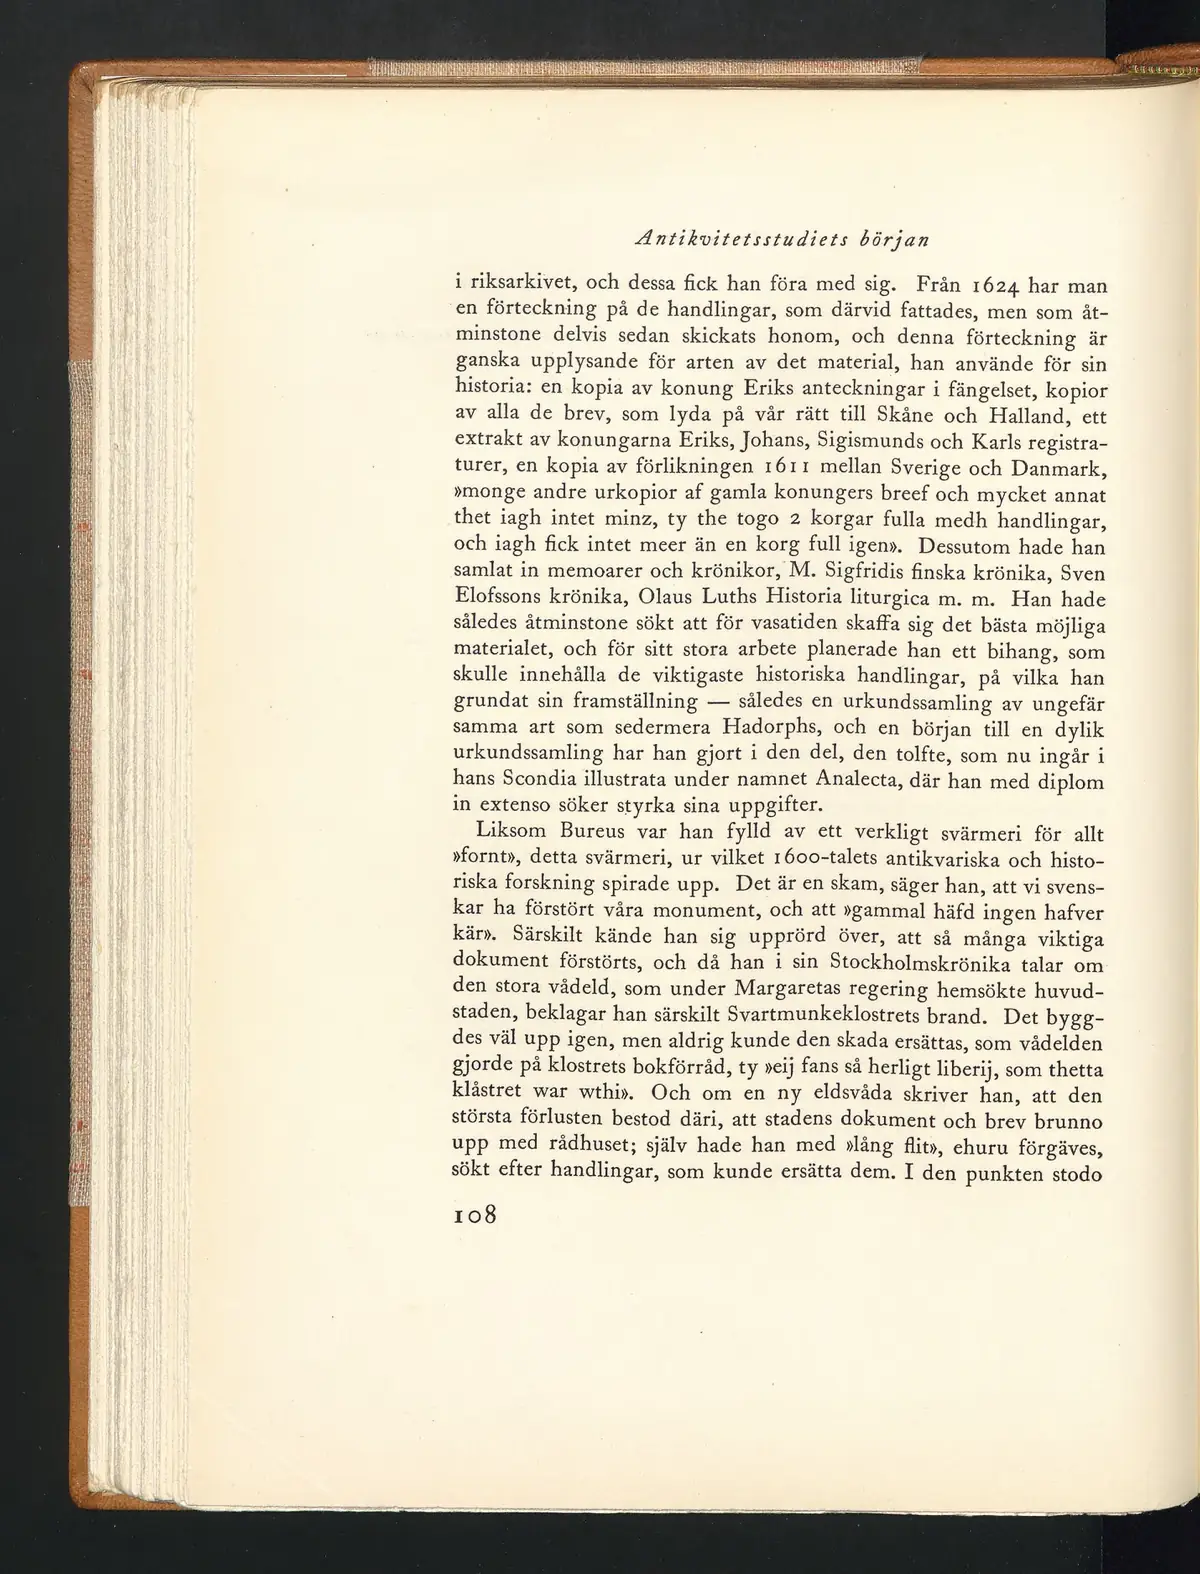 Antikvitetsstudiets början
i riksarkivet, och dessa fick han föra med sig. Från 1624 har man
en förteckning på de handlingar, som därvid fattades, men som åt-
minstone delvis sedan skickats honom, och denna förteckning är
ganska upplysande för arten av det material, han använde för sin
historia: en kopia av konung Eriks anteckningar i fängelset, kopior
av alla de brev, som lyda på vår rätt till Skåne och Halland, ett
extrakt av konungarna Eriks, Johans, Sigismunds och Karls registra-
turer, en kopia av förlikningen 1611 mellan Sverige och Danmark,
»monge andre urkopior af gamla konungers breef och mycket annat
thet iagh intet minz, ty the togo 2 korgar fulla medh handlingar,
och iagh fick intet meer än en korg full igen». Dessutom hade han
samlat in memoarer och krönikor, M. Sigfridis finska krönika, Sven
Elofssons krönika, Olaus Luths Historia liturgica m. m. Han hade
således åtminstone sökt att för vasatiden skaffa sig det bästa möjliga
materialet, och för sitt stora arbete planerade han ett bihang, som
skulle innehålla de viktigaste historiska handlingar, på vilka han
grundat sin framställning — således en urkundssamling av ungefär
samma art som sedermera Hadorphs, och en början till en dylik
urkundssamling har han gjort i den del, den tolfte, som nu ingår i
hans Scondia illustrata under namnet Analecta, där han med diplom
in extenso söker styrka sina uppgifter.
Liksom Bureus var han fylld av ett verkligt svärmeri för allt
»fornt», detta svärmeri, ur vilket 1600-talets antikvariska och histo-
riska forskning spirade upp. Det är en skam, säger han, att vi svens-
kar ha förstört våra monument, och att »gammal häfd ingen hafver
kär». Särskilt kände han sig upprörd över, att så många viktiga
dokument förstörts, och då han i sin Stockholmskrönika talar om
den stora vådeld, som under Margaretas regering hemsökte huvud-
staden, beklagar han särskilt Svartmunkeklostrets brand. Det bygg-
des väl upp igen, men aldrig kunde den skada ersättas, som vådelden
gjorde på klostrets bokförråd, ty »eij fans så herligt liberij, som thetta
klåstret war wthi». Och om en ny eldsvåda skriver han, att den
största förlusten bestod däri, att stadens dokument och brev brunno
upp med rådhuset; själv hade han med »lång flit», ehuru förgäves,
sökt efter handlingar, som kunde ersätta dem. I den punkten stodo
108